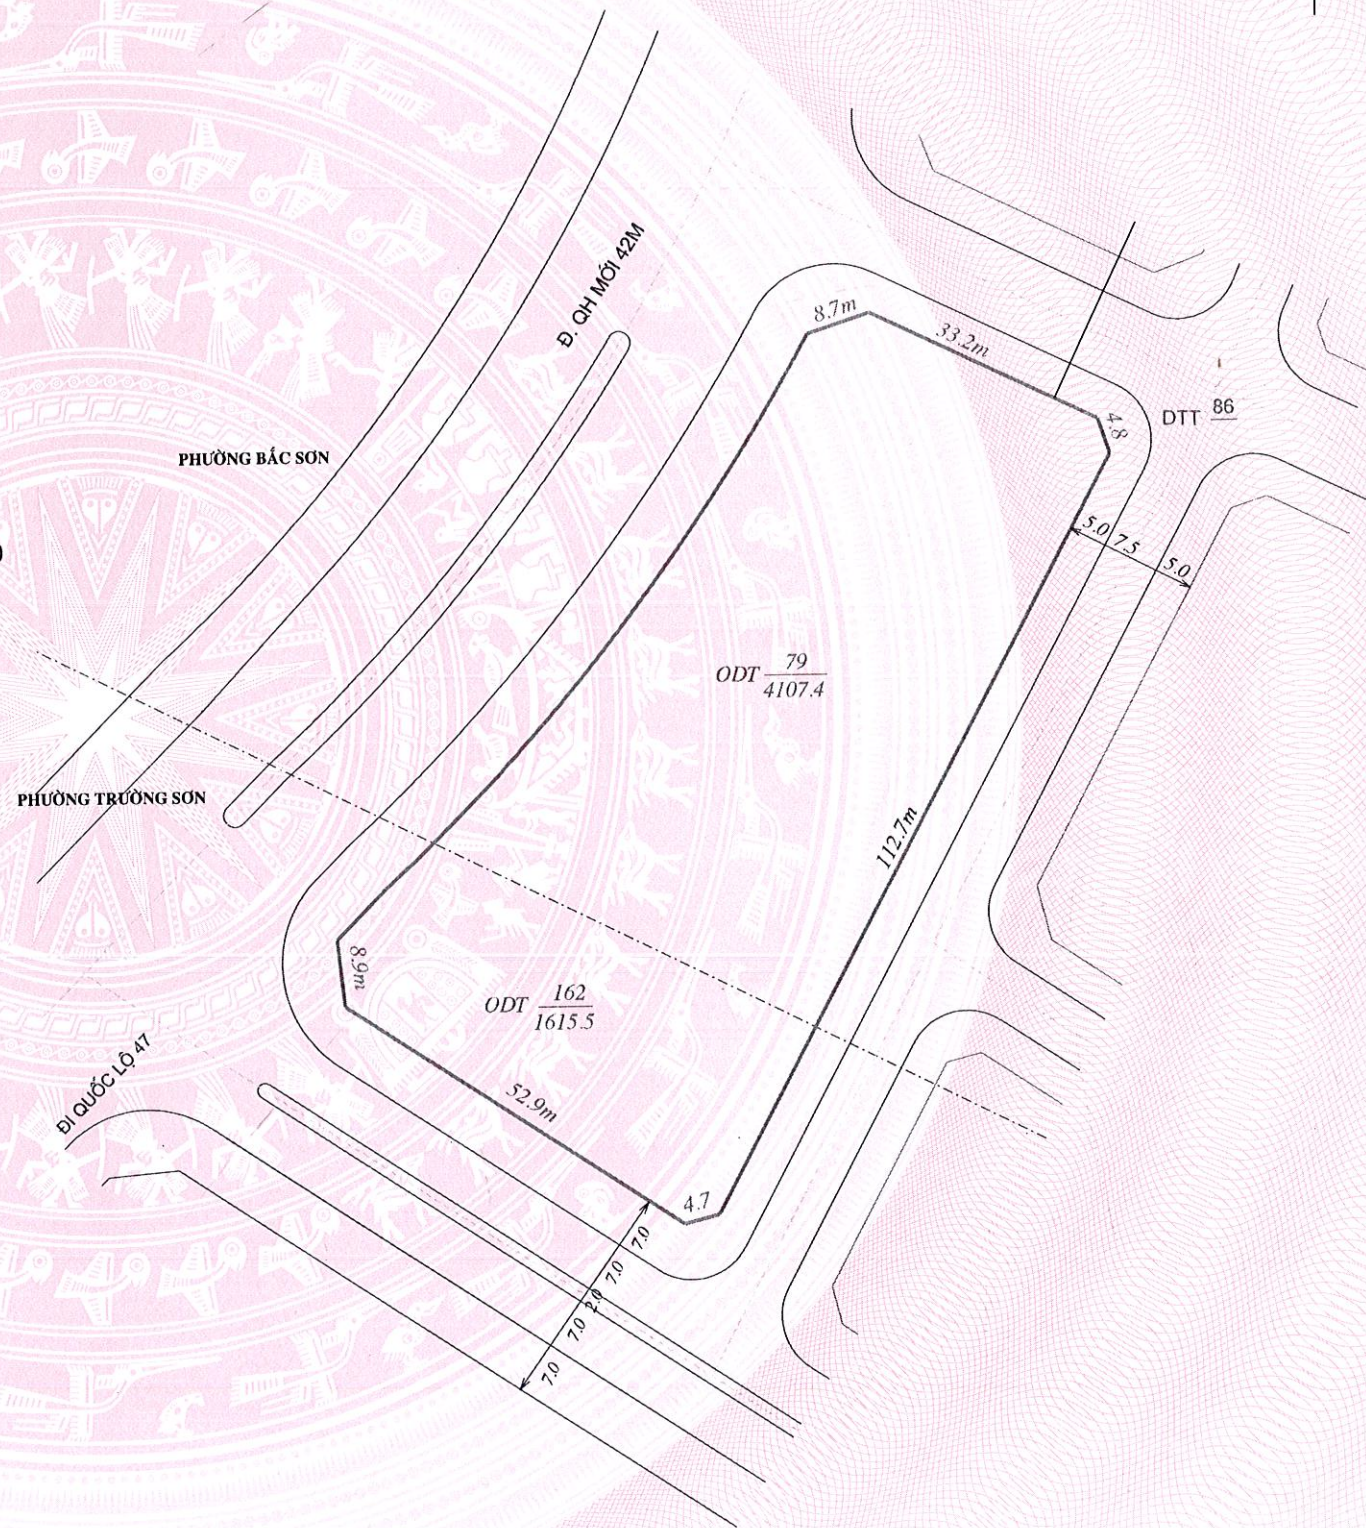 Đ. QH MỚI 42M
8.7m
33.2m
4.8
DTT 86
PHƯỜNG BẮC SƠN
5.0
7.5
5.0
ODT 79
4107.4
PHƯỜNG TRƯỜNG SƠN
112.7m
8.9m
ODT 162
1615.5
ĐI QUỐC LỘ 47
52.9m
4.7
7.0
7.0
2.0
7.0
7.0